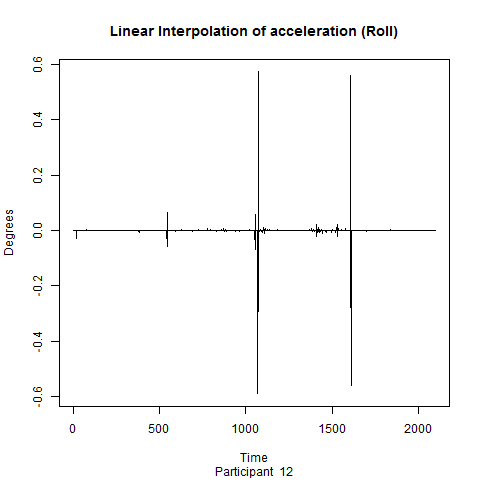 Linear Interpolation of acceleration (Roll)
Degrees
0.6
0.4
0.2
0.0
-0.2
-0.4
-0.6
0 500 1000 1500 2000
Time
Participant 12